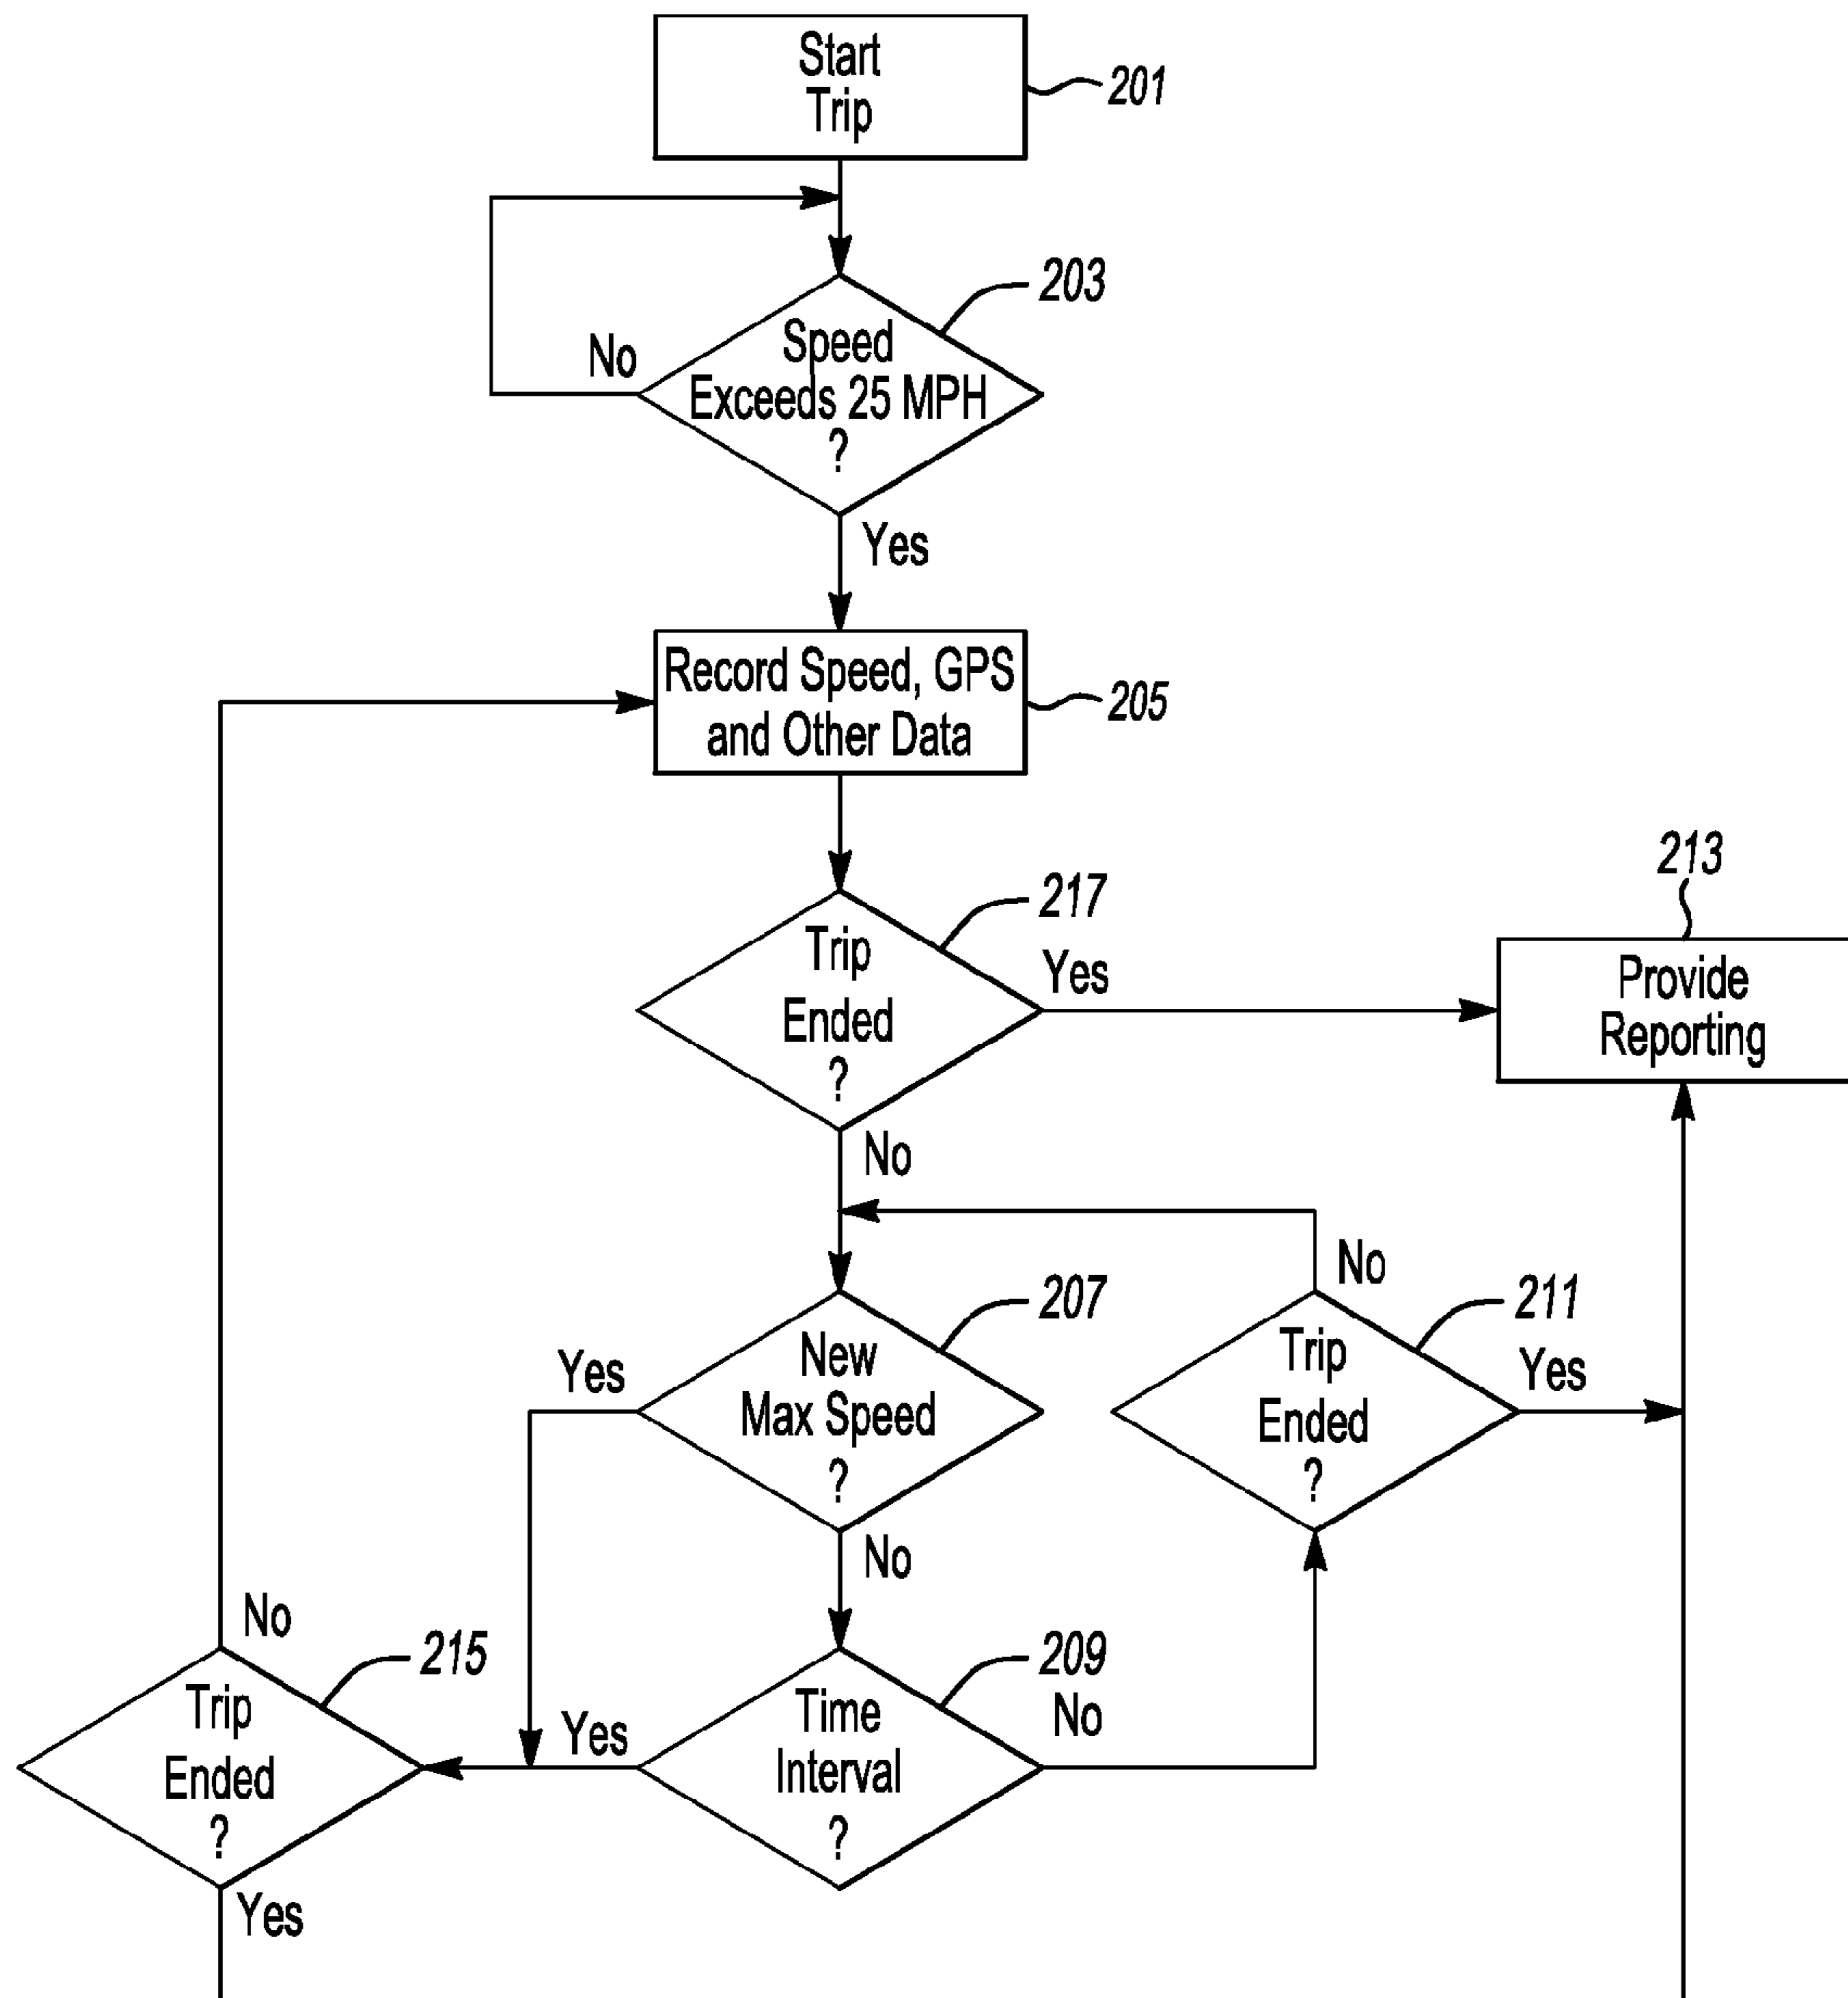 Start
Trip
201
203
Speed
Exceeds 25 MPH
?
No
Yes
Record Speed, GPS
and Other Data
205
217
Trip
Ended
?
Yes
No
213
Provide
Reporting
207
New
Max Speed
?
Yes
No
No
211
Trip
Ended
?
Yes
No
215
Trip
Ended
?
Yes
209
Time
Interval
?
Yes
No